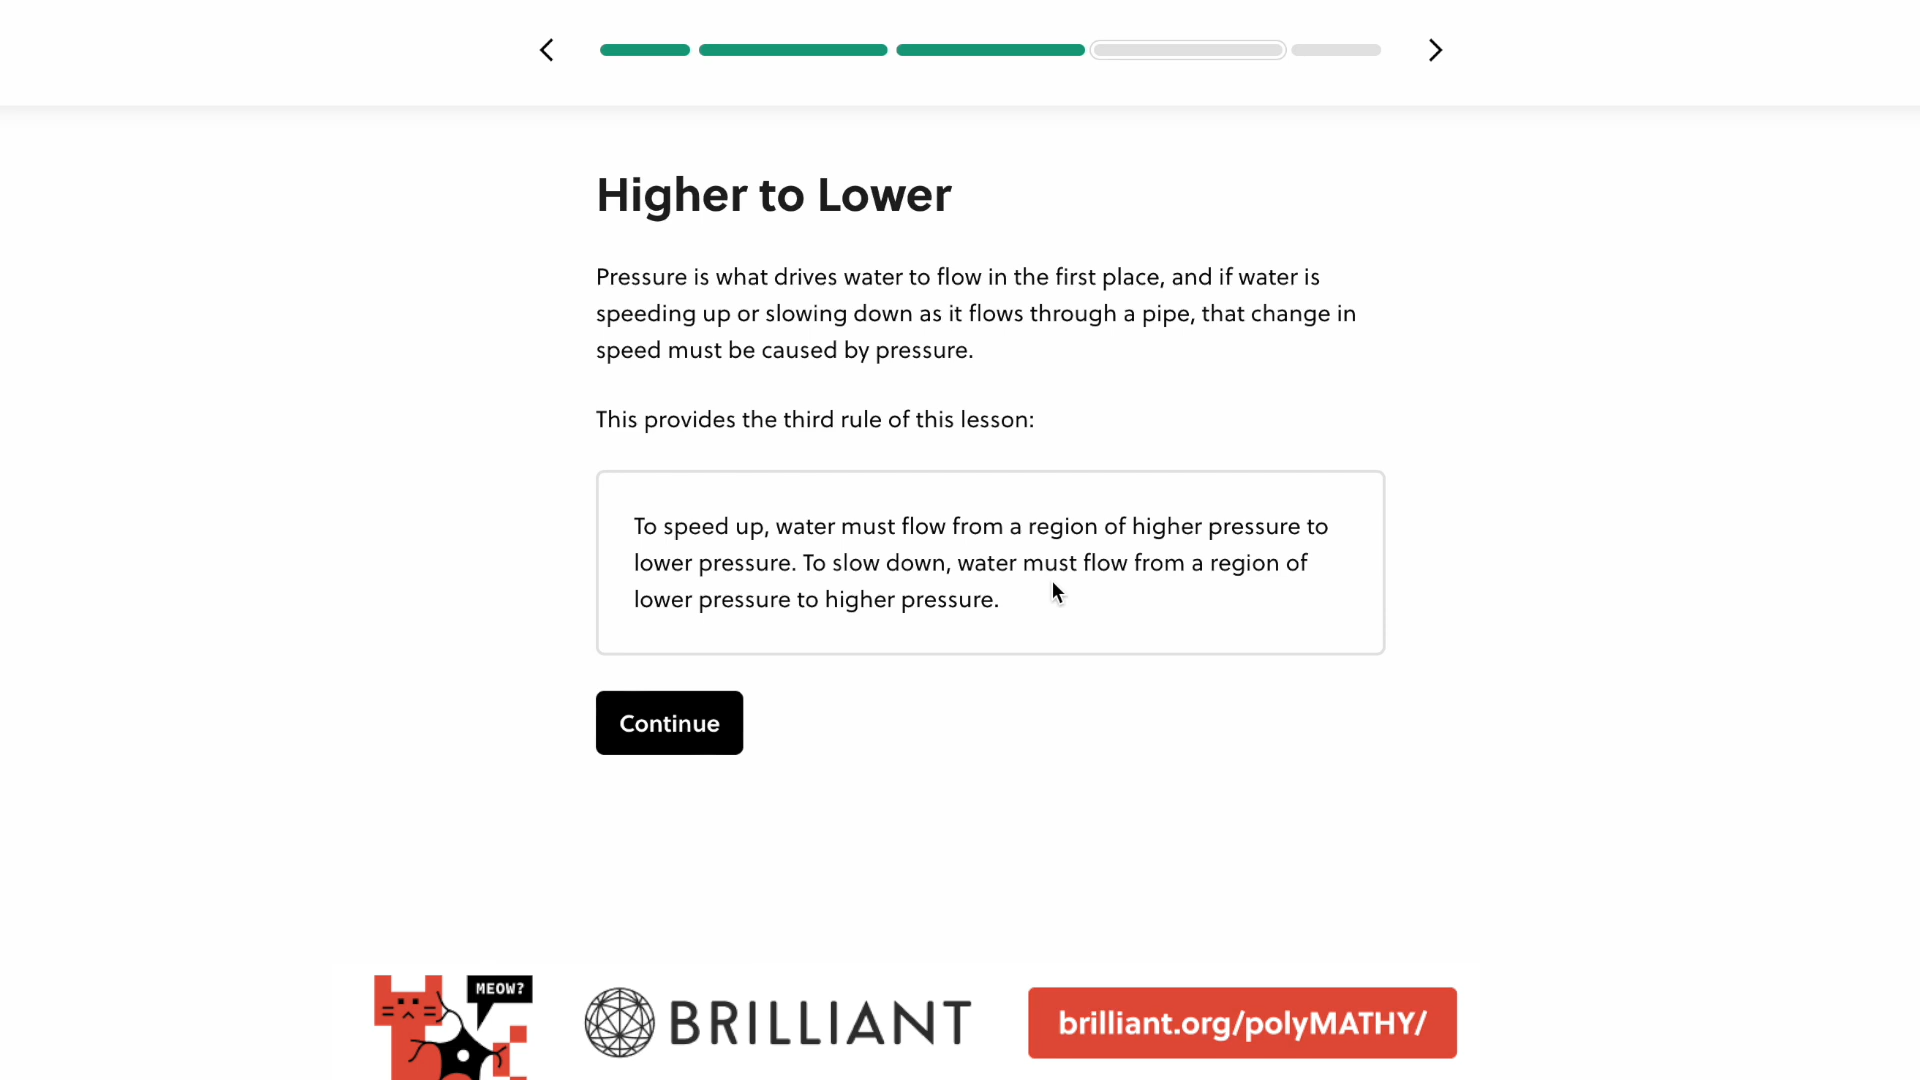 Higher to Lower
Pressure is what drives water to flow in the first place, and if water is
speeding up or slowing down as it flows through a pipe, that change in
speed must be caused by pressure.
This provides the third rule of this lesson:
To speed up, water must flow from a region of higher pressure to
lower pressure. To slow down, water must flow from a region of
lower pressure to higher pressure.
Continue
MEOW?
BRILLIANT
brilliant.org/polyMATHY/